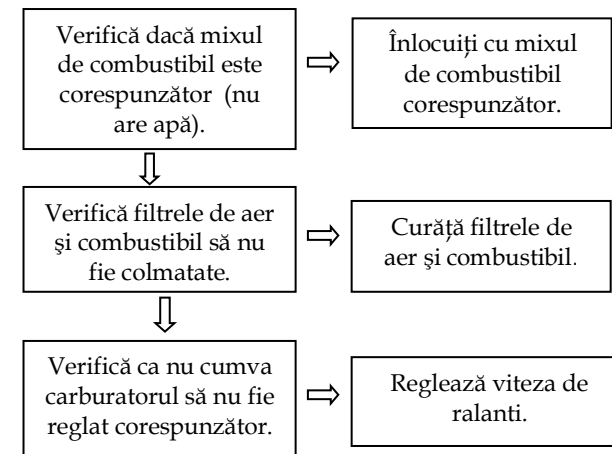 Verifică dacă mixul
de combustibil este
corespunzător (nu
are apă).
Înlocuiți cu mixul
de combustibil
corespunzător.
Verifică filtrele de aer
şi combustibil să nu
fie colmatate.
Curăță filtrele de
aer şi combustibil.
Verifică ca nu cumva
carburatorul să nu fie
reglat corespunzător.
Reglează viteza de
ralanti.